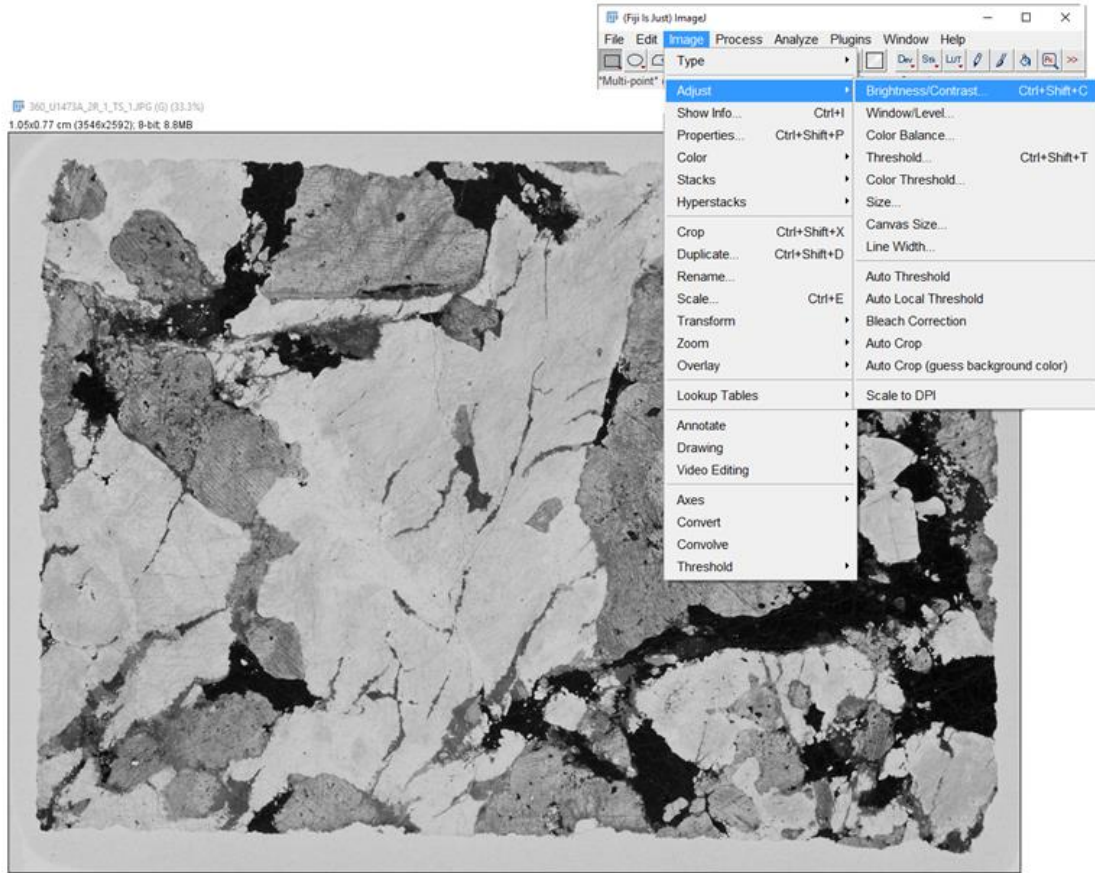 (Fiji Is Just) ImageJ
File Edit Image Process Analyze Plugins Window Help
Dev Stk LUT >>
"Multi-point"
Type
Adjust
Show Info... Ctrl+I
Properties... Ctrl+Shift+P
Color
Stacks
Hyperstacks
Crop Ctrl+Shift+X
Duplicate... Ctrl+Shift+D
Rename...
Scale... Ctrl+E
Transform
Zoom
Overlay
Lookup Tables
Annotate
Drawing
Video Editing
Axes
Convert
Convolve
Threshold
Brightness/Contrast... Ctrl+Shift+C
Window/Level...
Color Balance...
Threshold... Ctrl+Shift+T
Color Threshold...
Size...
Canvas Size...
Line Width...
Auto Threshold
Auto Local Threshold
Bleach Correction
Auto Crop
Auto Crop (guess background color)
Scale to DPI
360_U1473A_2R_1_TS_1.JPG (G) (33.3%)
1.05x0.77 cm (3546x2592); 8-bit; 8.8MB